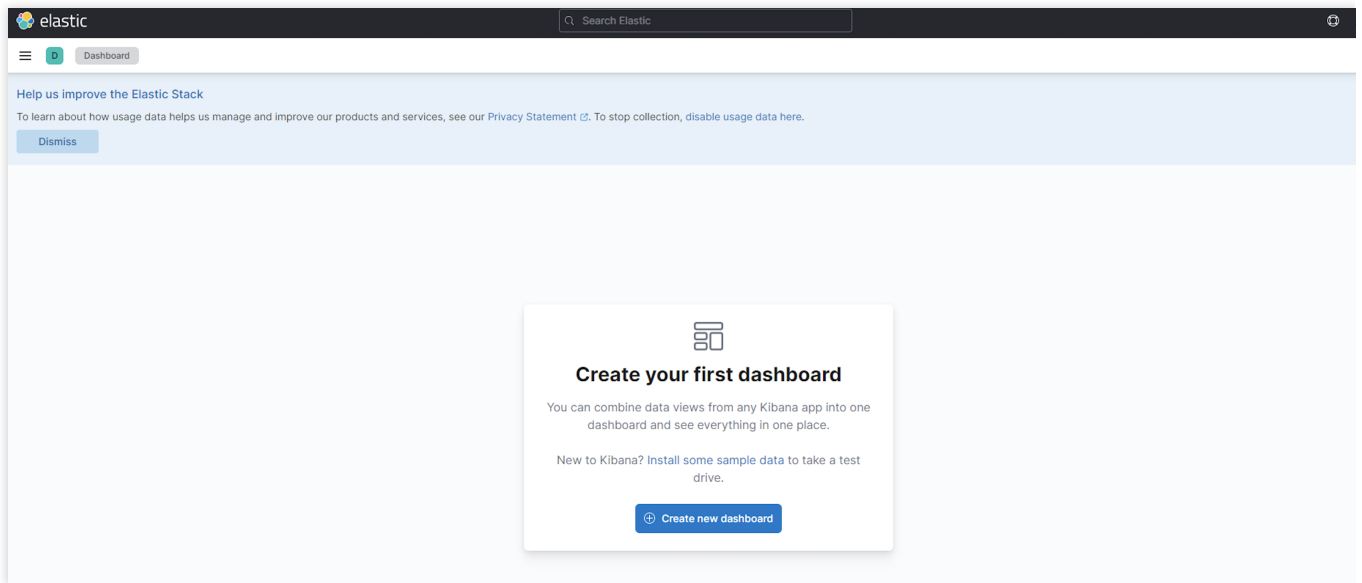 elastic
Search Elastic
D
Dashboard
Help us improve the Elastic Stack
To learn about how usage data helps us manage and improve our products and services, see our Privacy Statement. To stop collection, disable usage data here.
Dismiss
Create your first dashboard
You can combine data views from any Kibana app into one
dashboard and see everything in one place.
New to Kibana? Install some sample data to take a test
drive.
Create new dashboard